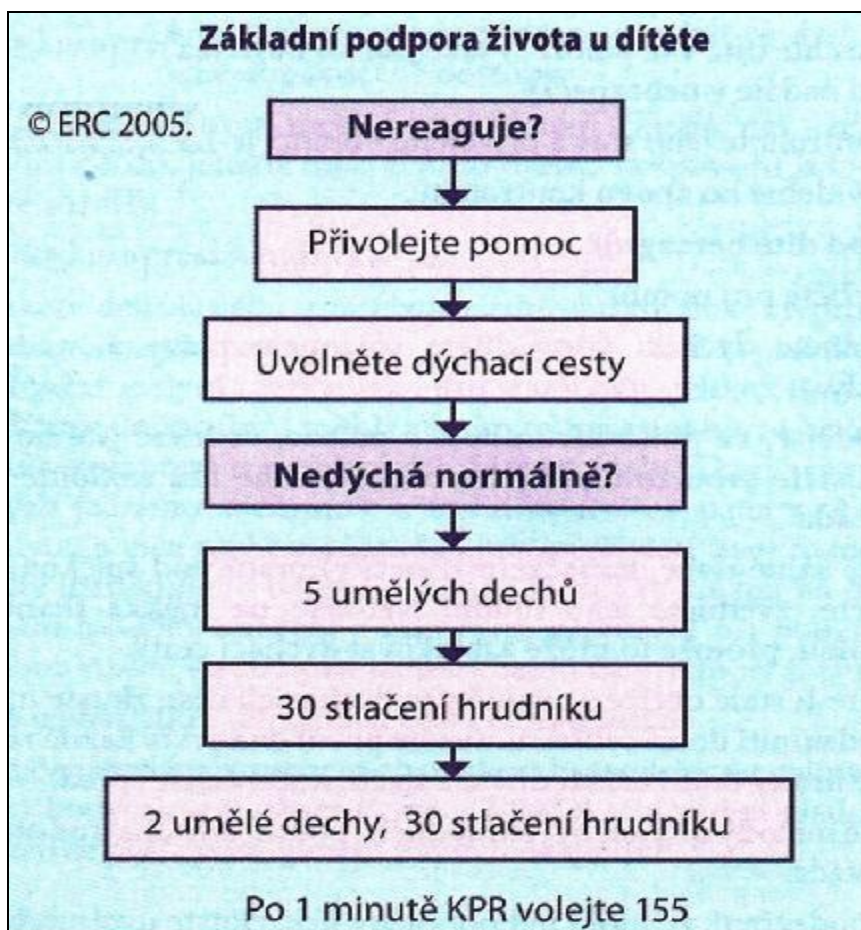 Základní podpora života u dítěte
© ERC 2005.
Nereaguje?
Přivolejte pomoc
Uvolněte dýchací cesty
Nedýchá normálně?
5 umělých dechů
30 stlačení hrudníku
2 umělé dechy, 30 stlačení hrudníku
Po 1 minutě KPR volejte 155